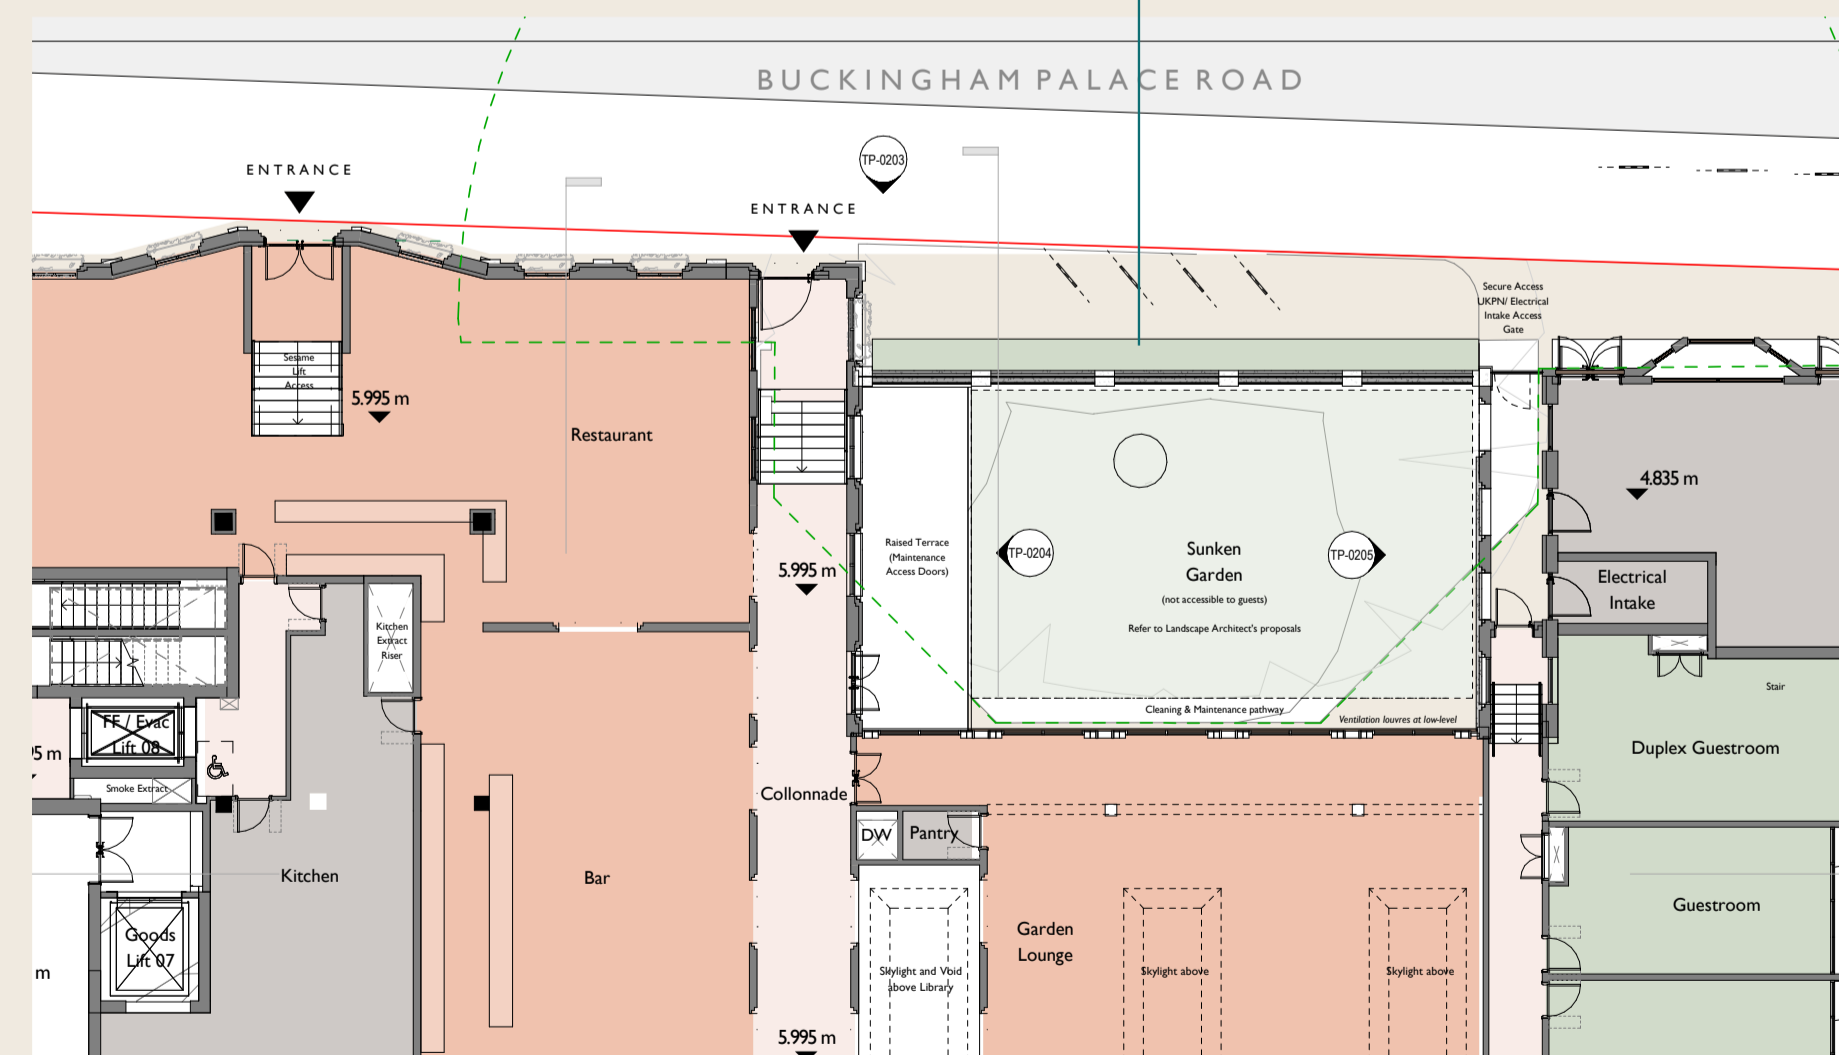 BUCKINGHAM PALACE ROAD
TP-0203
ENTRANCE
ENTRANCE
Secure Access
UKPN/ Electrical
Intake Access
Gate
Sesame
Lift
Access
5.995 m
Restaurant
4.835 m
Raised Terrace
(Maintenance
Access Doors)
TP-0204
Sunken
Garden
(not accessible to guests)
Refer to Landscape Architect's proposals
TP-0205
5.995 m
Electrical
Intake
Kitchen
Extract
Riser
Stair
Cleaning & Maintenance pathway
Ventilation louvres at low-level
FF / Evac
Lift 08
5 m
Duplex Guestroom
Smoke Extract
Collonnade
DW
Pantry
Kitchen
Bar
Guestroom
Garden
Lounge
Goods
Lift 07
m
Skylight and Void
above Library
Skylight above
Skylight above
5.995 m